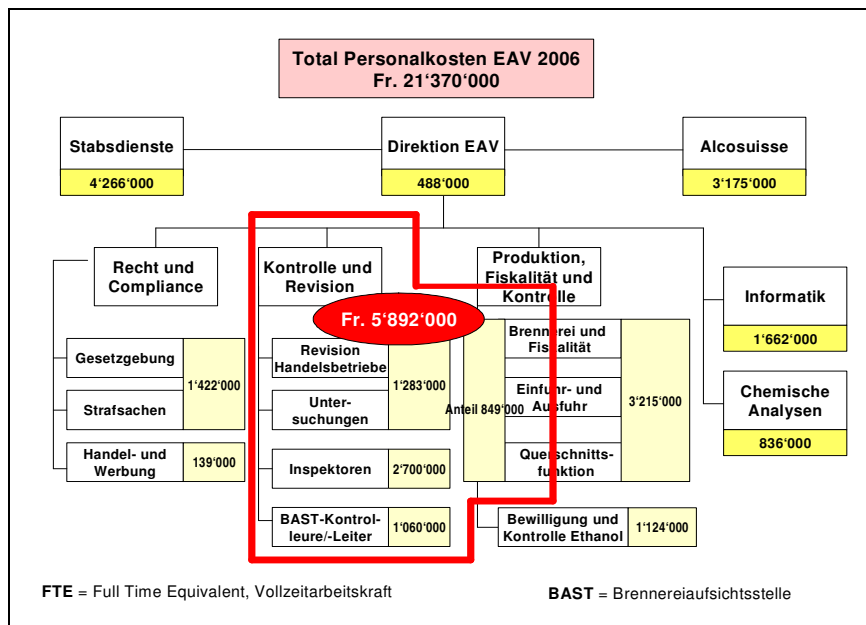 Total Personalkosten EAV 2006
Fr. 21‘370‘000
Stabsdienste
4‘266‘000
Direktion EAV
488‘000
Alcosuisse
3‘175‘000
Recht und
Compliance
Kontrolle und
Revision
Produktion,
Fiskalität und
Kontrolle
Informatik
1‘662‘000
Chemische
Analysen
836‘000
Fr. 5‘892‘000
Gesetzgebung
Strafsachen
1‘422‘000
Handel- und
Werbung
139‘000
Revision
Handelsbetriebe
Unter-
suchungen
1‘283‘000
Inspektoren
2‘700‘000
BAST-Kontrol-
leure/-Leiter
1‘060‘000
Anteil 849‘000
Brennerei und
Fiskalität
Einfuhr- und
Ausfuhr
Querschnitts-
funktion
3‘215‘000
Bewilligung und
Kontrolle Ethanol
1‘124‘000
FTE = Full Time Equivalent, Vollzeitarbeitskraft
BAST = Brennereiaufsichtsstelle